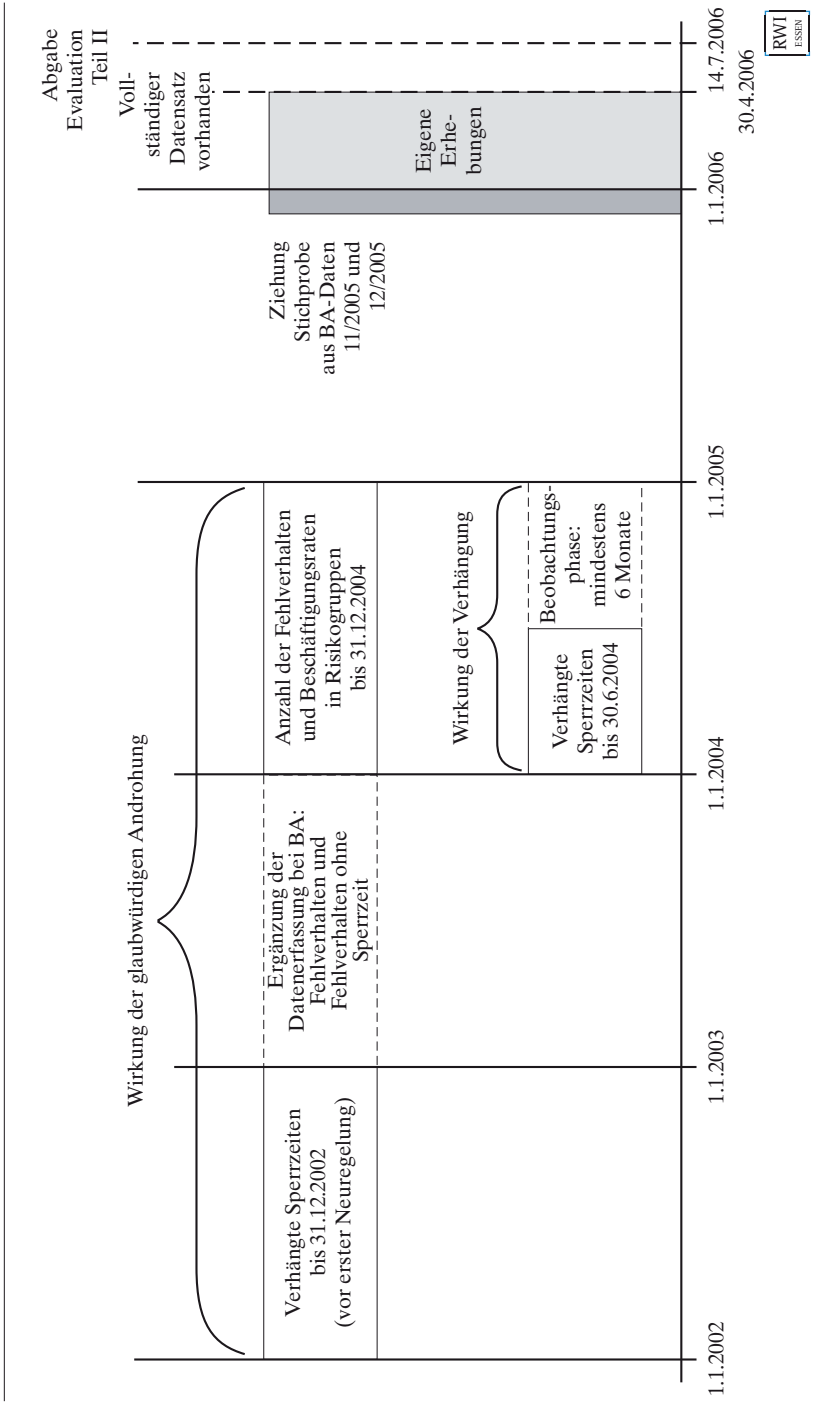 Abgabe
Evaluation
Teil II
Voll-
ständiger
Datensatz
vorhanden
Wirkung der glaubwürdigen Androhung
Verhängte Sperrzeiten
bis 31.12.2002
(vor erster Neuregelung)
Ergänzung der
Datenerfassung bei BA:
Fehlverhalten und
Fehlverhalten ohne
Sperrzeit
Anzahl der Fehlverhalten
und Beschäftigungsraten
in Risikogruppen
bis 31.12.2004
Ziehung
Stichprobe
aus BA-Daten
11/2005 und
12/2005
Eigene
Erhe-
bungen
Wirkung der Verhängung
Verhängte
Sperrzeiten
bis 30.6.2004
Beobachtungs-
phase:
mindestens
6 Monate
1.1.2002
1.1.2003
1.1.2004
1.1.2005
1.1.2006
14.7.2006
30.4.2006
RWI
ESSEN